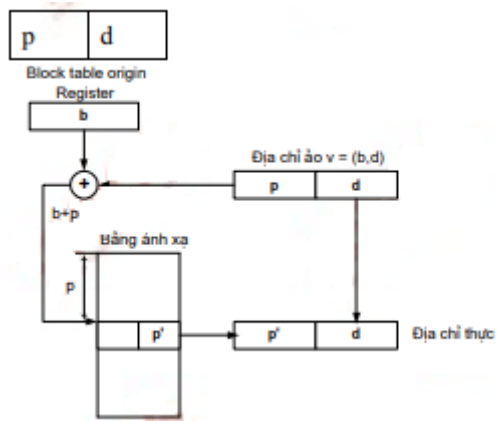 p d
Block table origin
Register
b
Địa chỉ ảo v = (b,d)
+
p d
b+p
Bảng ánh xạ
p
p' p' d Địa chỉ thực